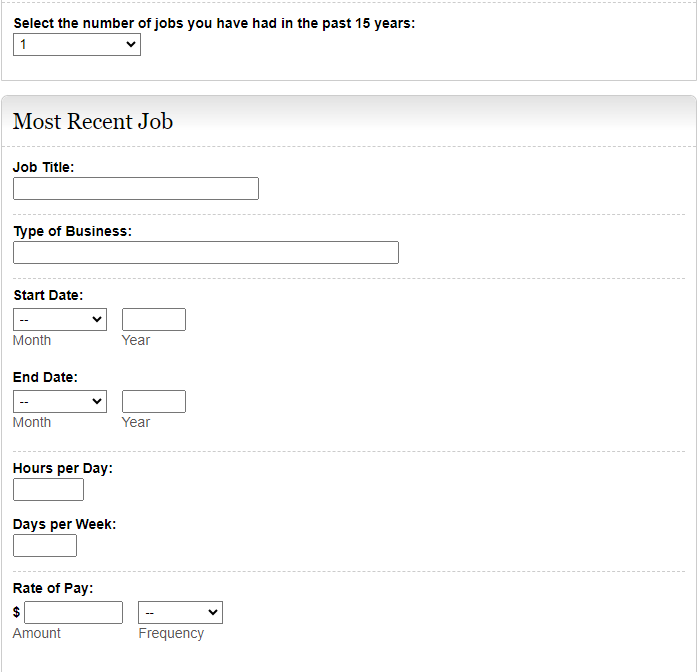 Select the number of jobs you have had in the past 15 years:
1
Most Recent Job
Job Title:
Type of Business:
Start Date:
--
Month Year
End Date:
--
Month Year
Hours per Day:
Days per Week:
Rate of Pay:
$ --
Amount Frequency